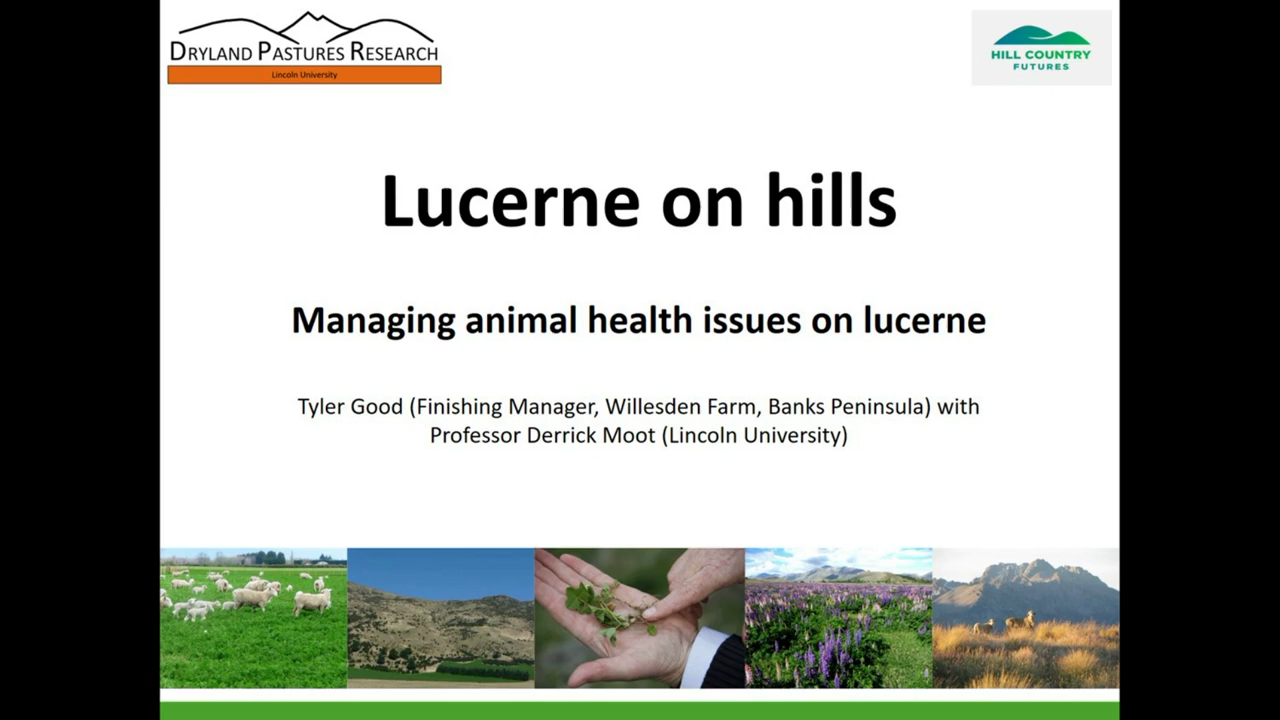 DRYLAND PASTURES RESEARCH
Lincoln University
HILL COUNTRY
FUTURES
Lucerne on hills
Managing animal health issues on lucerne
Tyler Good (Finishing Manager, Willesden Farm, Banks Peninsula) with
Professor Derrick Moot (Lincoln University)